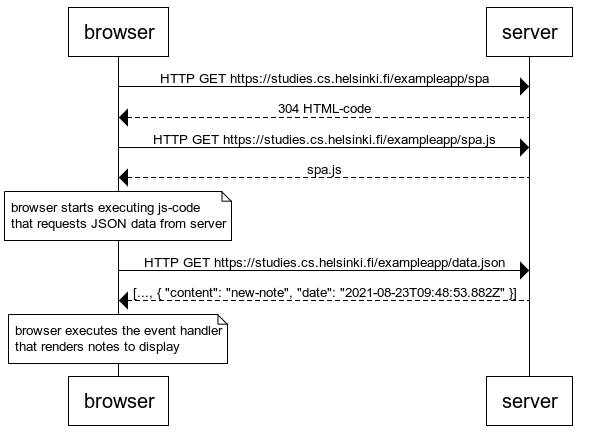 browser
server
HTTP GET https://studies.cs.helsinki.fi/exampleapp/spa
304 HTML-code
HTTP GET https://studies.cs.helsinki.fi/exampleapp/spa.js
spa.js
browser starts executing js-code
that requests JSON data from server
HTTP GET https://studies.cs.helsinki.fi/exampleapp/data.json
[..., { "content": "new-note", "date": "2021-08-23T09:48:53.882Z" }]
browser executes the event handler
that renders notes to display
browser
server